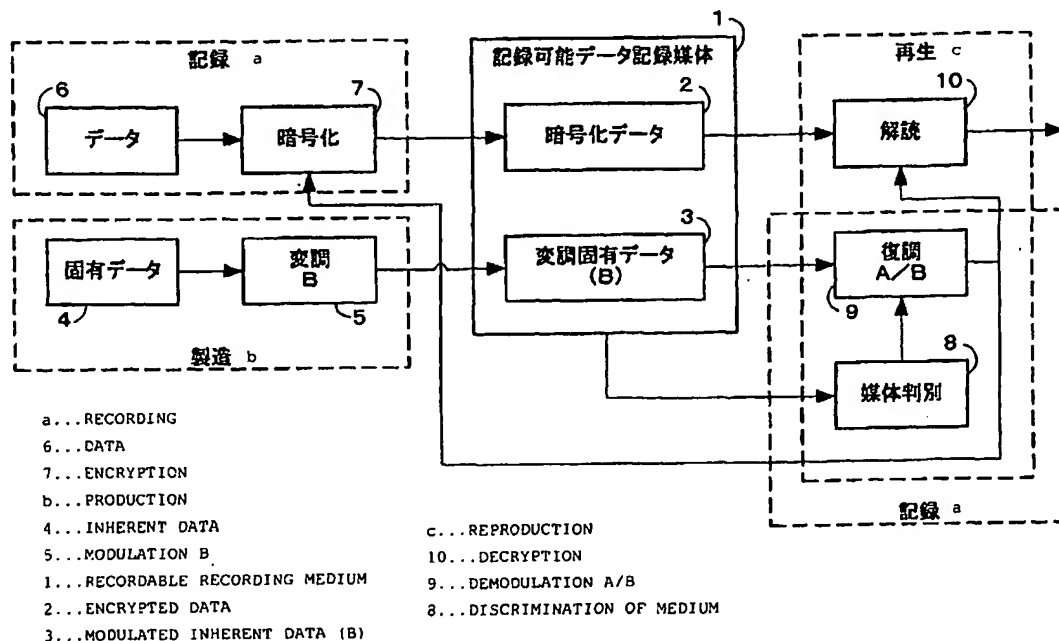 記録 a
6
データ
7
暗号化
固有データ
4
変調
B
5
製造 b
1
記録可能データ記録媒体
2
暗号化データ
3
変調固有データ
(B)
再生 c
10
解読
復調
A/B
9
8
媒体判別
記録 a
a...RECORDING
6...DATA
7...ENCRYPTION
b...PRODUCTION
4...INHERENT DATA
5...MODULATION B
1...RECORDABLE RECORDING MEDIUM
2...ENCRYPTED DATA
3...MODULATED INHERENT DATA (B)
c...REPRODUCTION
10...DECRYPTION
9...DEMODULATION A/B
8...DISCRIMINATION OF MEDIUM